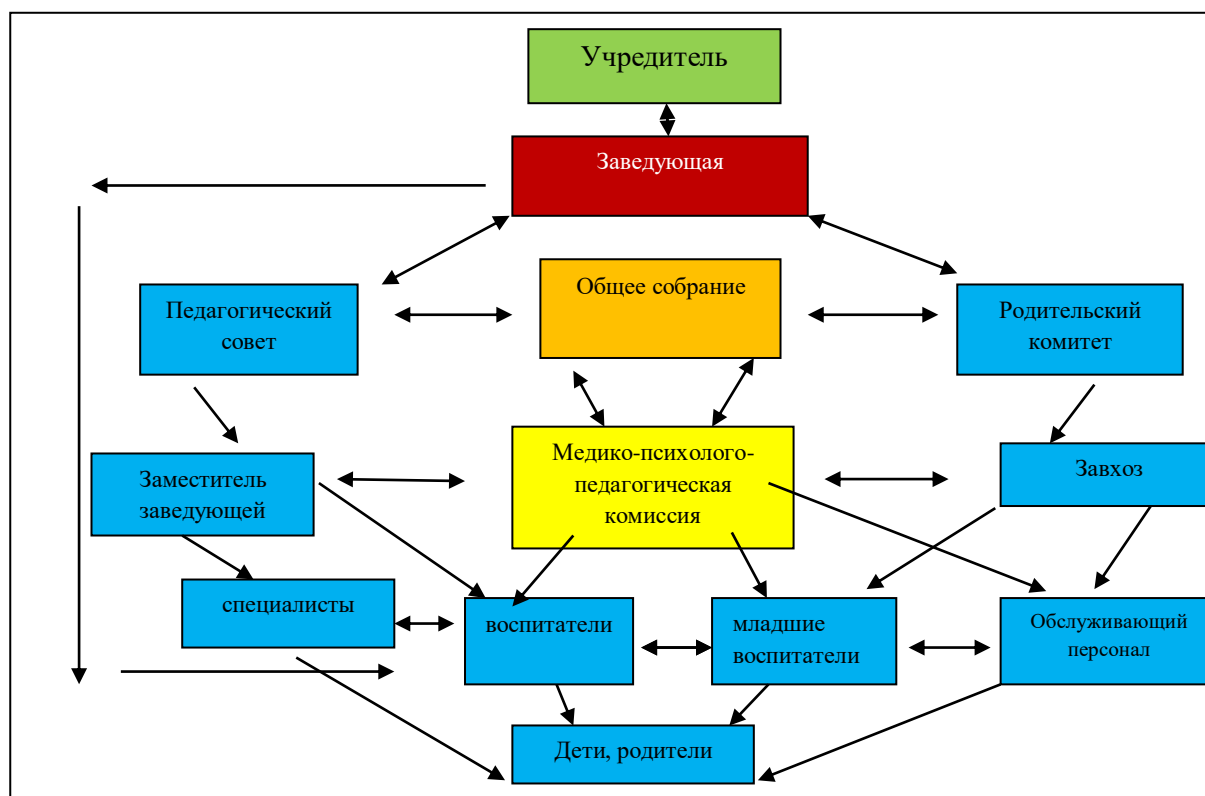 Учредитель
Заведующая
Общее собрание
Педагогический
совет
Родительский
комитет
Медико-психолого-
педагогическая
комиссия
Заместитель
заведующей
Завхоз
специалисты
воспитатели
младшие
воспитатели
Обслуживающий
персонал
Дети, родители